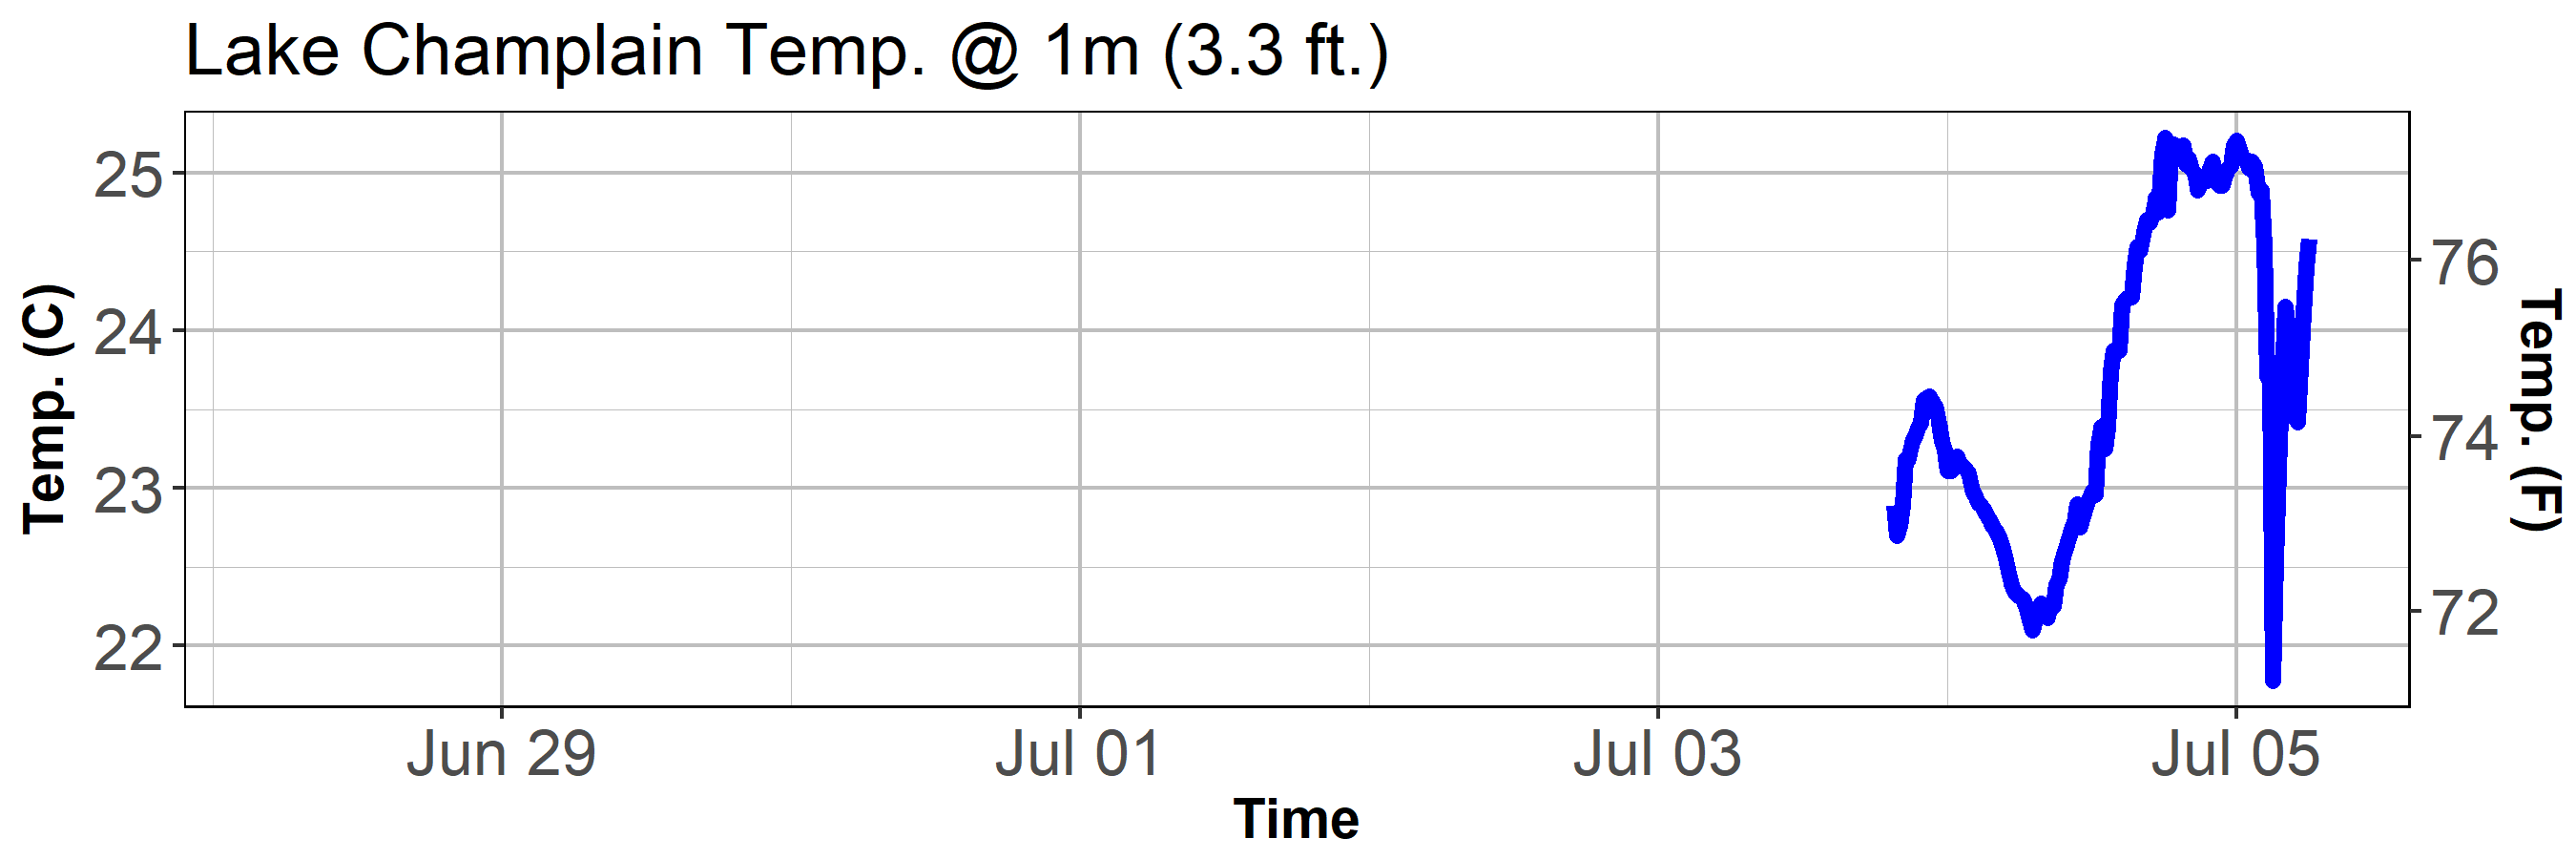 Lake Champlain Temp. @ 1m (3.3 ft.)
Temp. (C)
25
24
23
22
76
74
72
Temp. (F)
Jun 29
Jul 01
Jul 03
Jul 05
Time